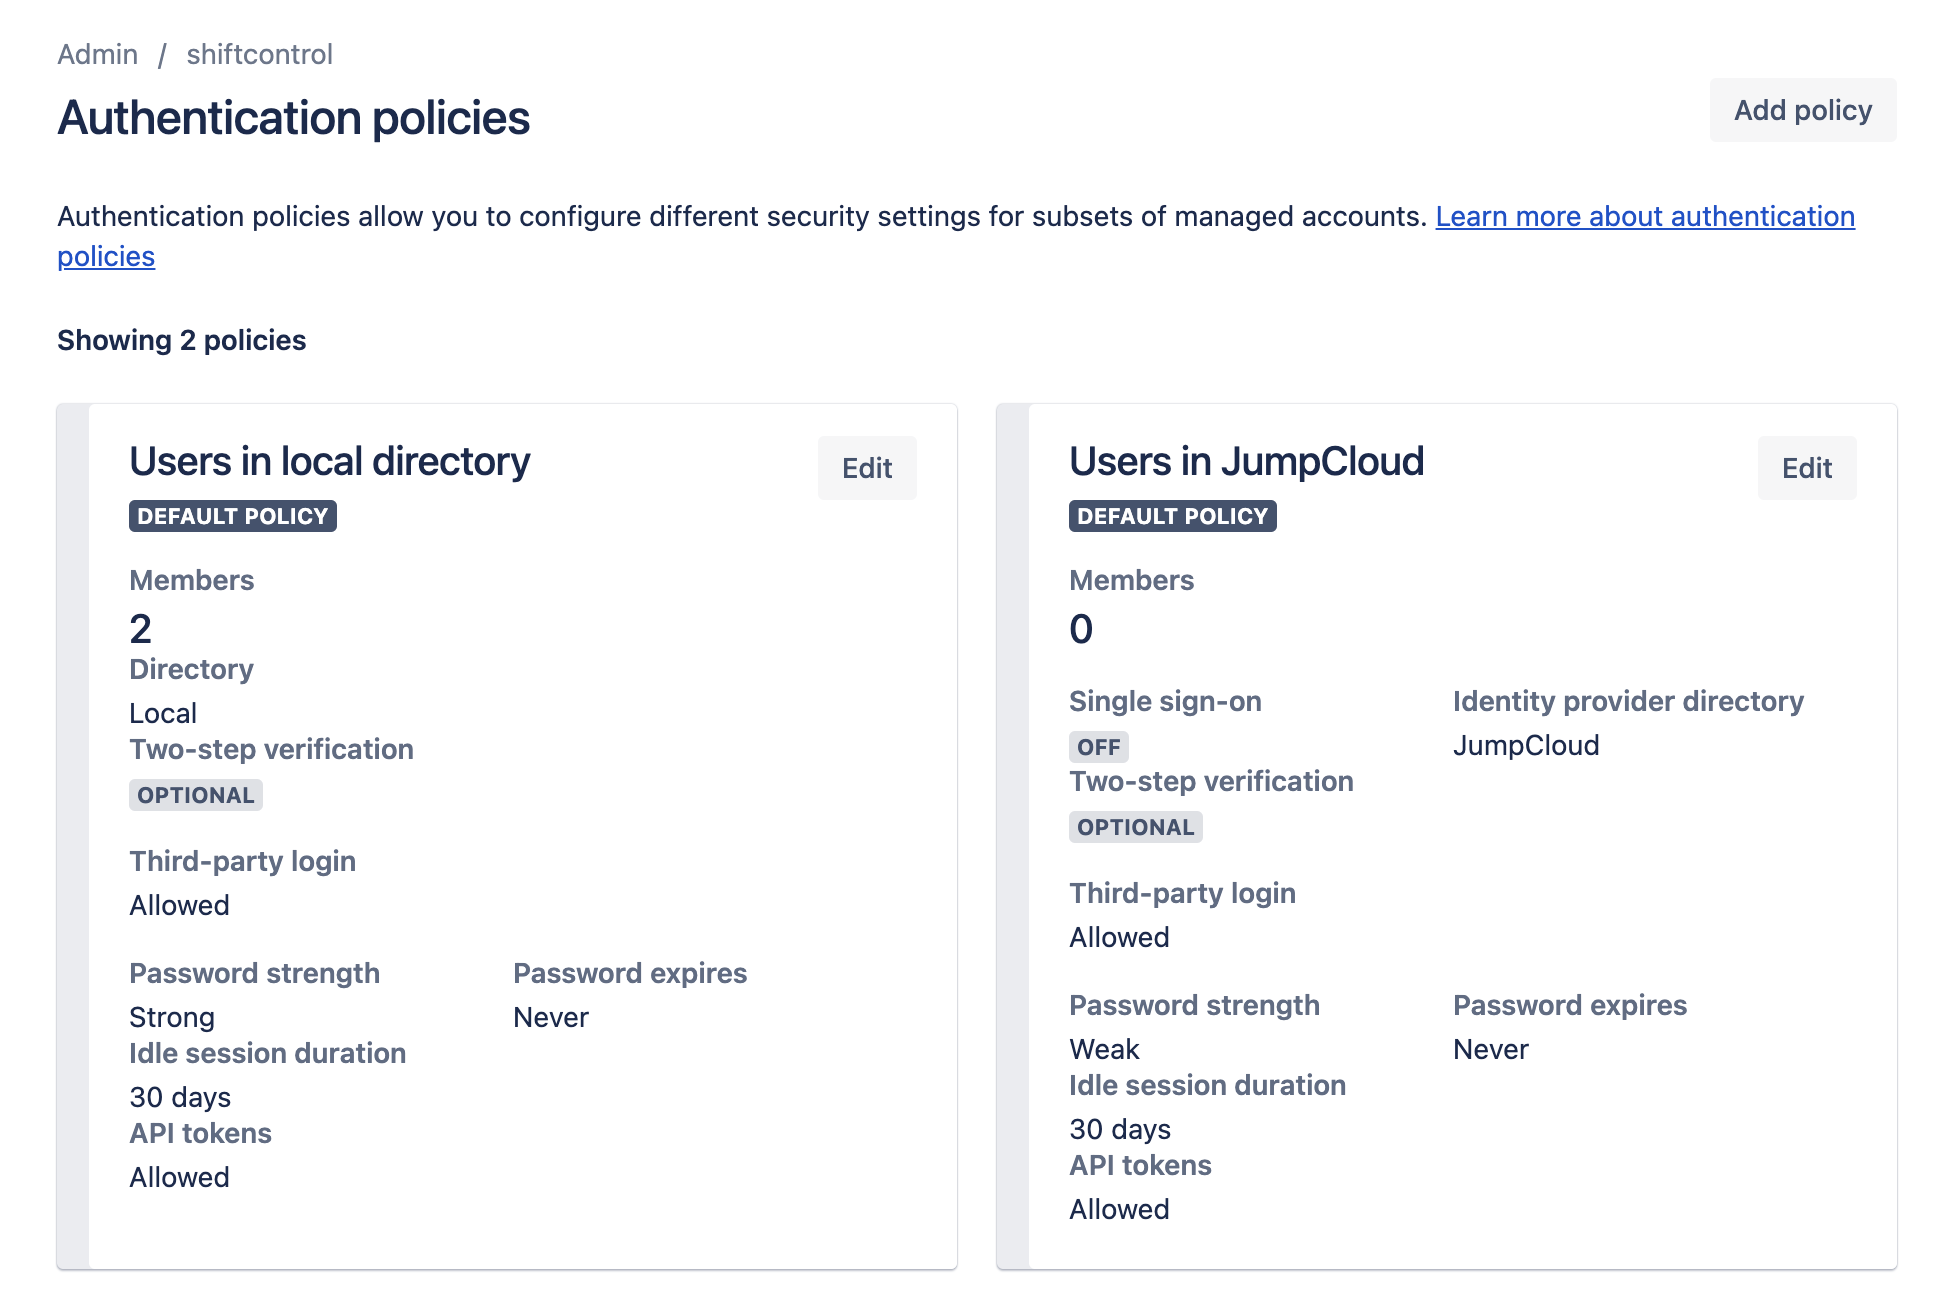 Admin / shiftcontrol
Authentication policies
Add policy
Authentication policies allow you to configure different security settings for subsets of managed accounts. Learn more about authentication
policies
Showing 2 policies
Users in local directory
Edit
DEFAULT POLICY
Members
2
Directory
Local
Two-step verification
OPTIONAL
Third-party login
Allowed
Password strength
Password expires
Strong
Never
Idle session duration
30 days
API tokens
Allowed
Users in JumpCloud
Edit
DEFAULT POLICY
Members
0
Single sign-on
Identity provider directory
OFF
JumpCloud
Two-step verification
OPTIONAL
Third-party login
Allowed
Password strength
Password expires
Weak
Never
Idle session duration
30 days
API tokens
Allowed